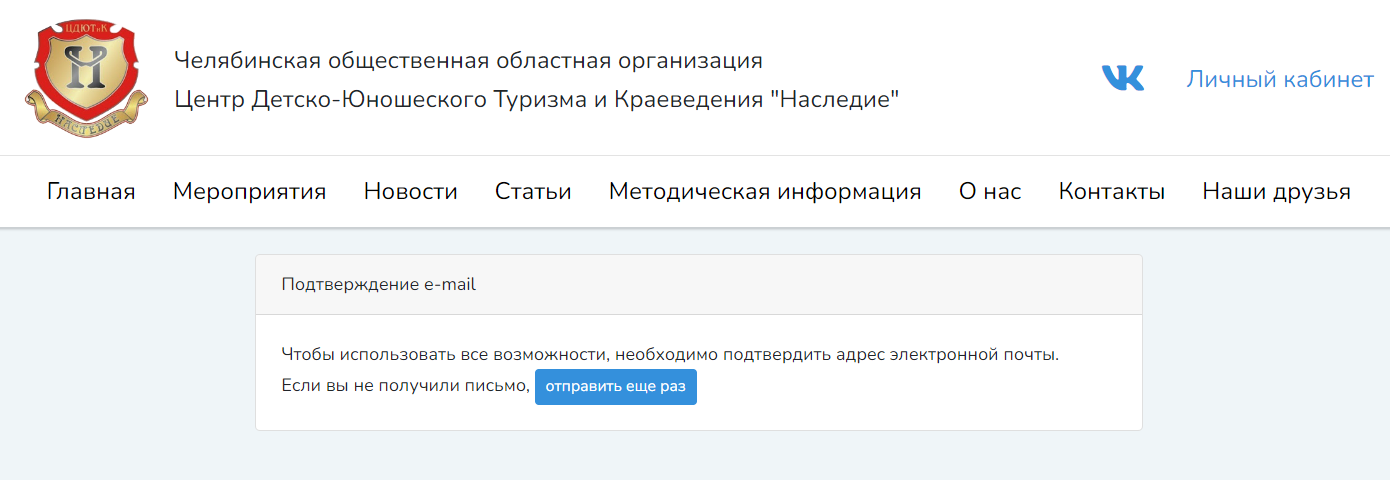 ЦДЮТиК
НАСЛЕДИЕ
Челябинская общественная областная организация
Центр Детско-Юношеского Туризма и Краеведения "Наследие"
Личный кабинет
Главная Мероприятия Новости Статьи Методическая информация О нас Контакты Наши друзья
Подтверждение e-mail
Чтобы использовать все возможности, необходимо подтвердить адрес электронной почты.
Если вы не получили письмо, отправить еще раз